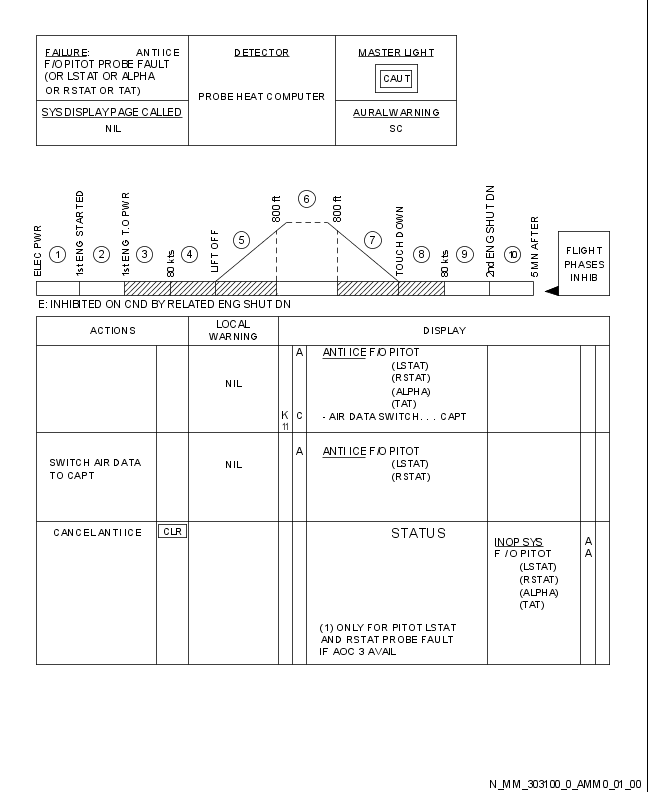 FAILURE: ANTI ICE
F/O PITOT PROBE FAULT
(OR LSTAT OR ALPHA
OR RSTAT OR TAT)
DETECTOR
PROBE HEAT COMPUTER
MASTER LIGHT
CAUT
SYS DISPLAY PAGE CALLED
NIL
AURAL WARNING
SC
ELEC PWR
1
1st ENG STARTED
2
1st ENG T.O PWR
3
80 kts
4
LIFT OFF
5
800 ft
6
800 ft
7
TOUCH DOWN
8
80 kts
9
2nd ENG SHUT DN
10
5 MN AFTER
FLIGHT
PHASES
INHIB
E: INHIBITED ON CND BY RELATED ENG SHUT DN
ACTIONS
LOCAL
WARNING
DISPLAY
NIL
A ANTI ICE F/O PITOT
(LSTAT)
(RSTAT)
(ALPHA)
(TAT)
K C - AIR DATA SWITCH . . . CAPT
11
SWITCH AIR DATA
TO CAPT
NIL
A ANTI ICE F/O PITOT
(LSTAT)
(RSTAT)
CANCEL ANTI ICE CLR
STATUS
INOP SYS A
F / O PITOT A
(LSTAT)
(RSTAT)
(ALPHA)
(TAT)
(1) ONLY FOR PITOT LSTAT
AND RSTAT PROBE FAULT
IF AOC 3 AVAIL
N_MM_303100_0_AMM0_01_00